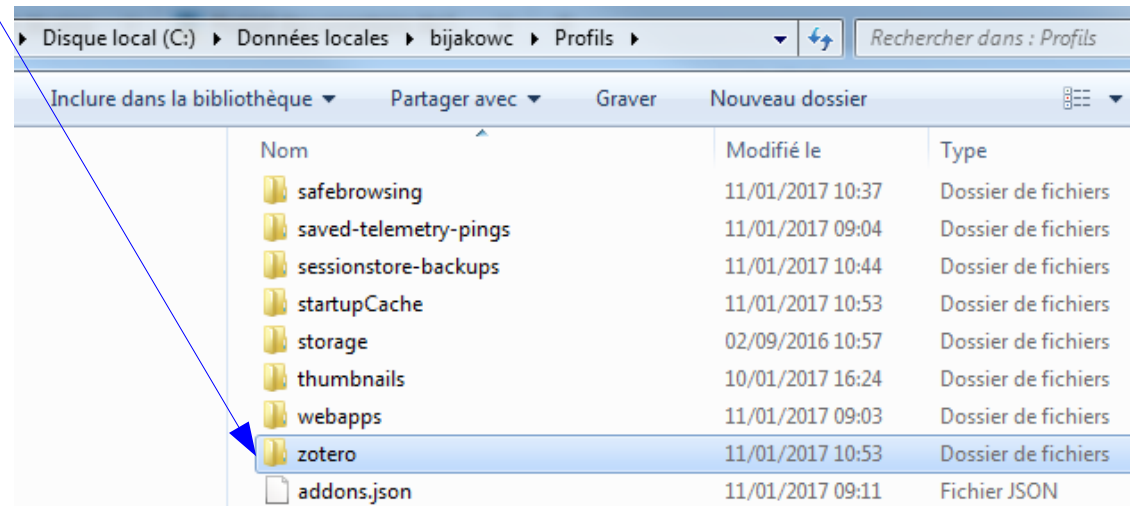 Disque local (C:) Données locales bijakowc Profils Rechercher dans : Profils
Inclure dans la bibliothèque Partager avec Graver Nouveau dossier
Nom Modifié le Type
safebrowsing 11/01/2017 10:37 Dossier de fichiers
saved-telemetry-pings 11/01/2017 09:04 Dossier de fichiers
sessionstore-backups 11/01/2017 10:44 Dossier de fichiers
startupCache 11/01/2017 10:53 Dossier de fichiers
storage 02/09/2016 10:57 Dossier de fichiers
thumbnails 10/01/2017 16:24 Dossier de fichiers
webapps 11/01/2017 09:03 Dossier de fichiers
zotero 11/01/2017 10:53 Dossier de fichiers
addons.json 11/01/2017 09:11 Fichier JSON